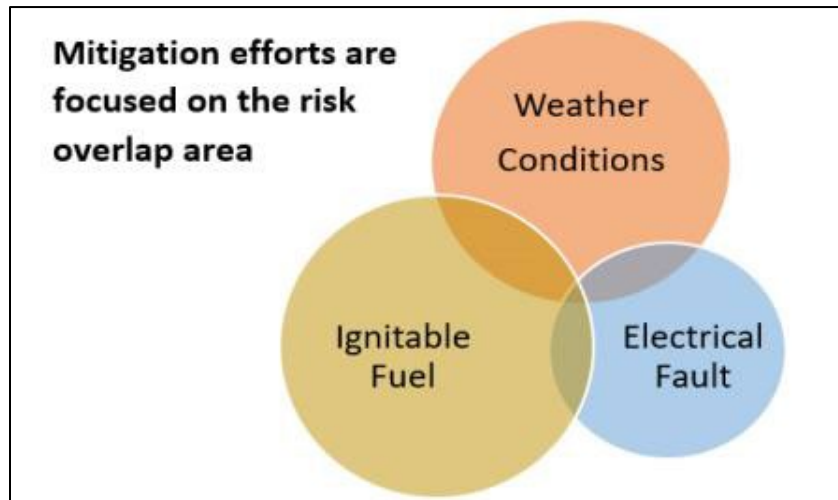 Mitigation efforts are
focused on the risk
overlap area
Weather
Conditions
Ignitable
Fuel
Electrical
Fault